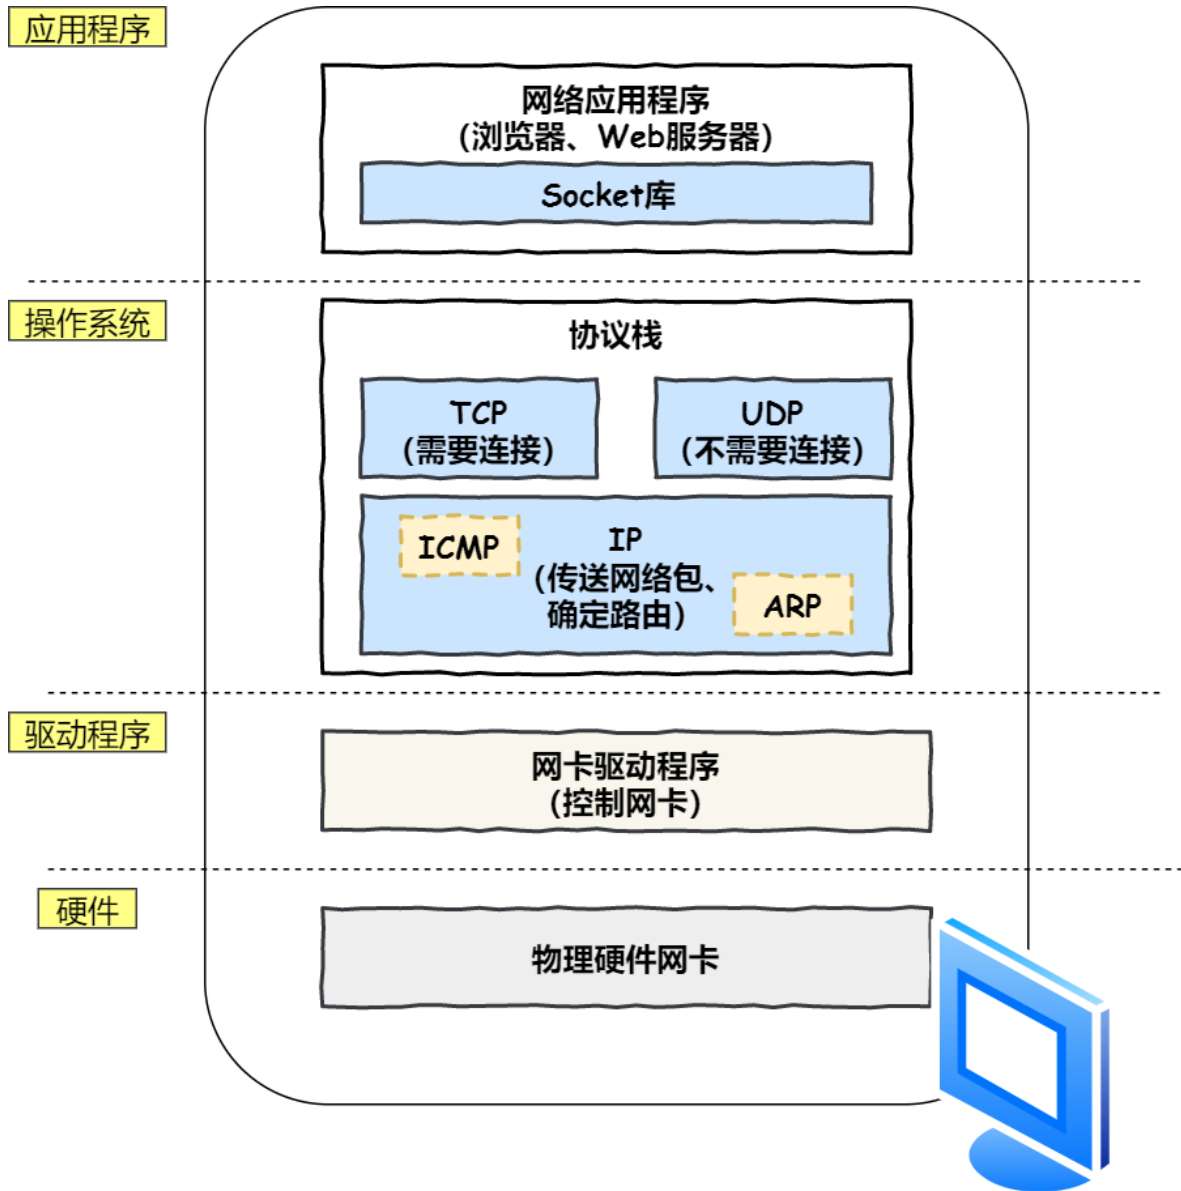 应用程序
网络应用程序
（浏览器、Web服务器）
Socket库
操作系统
协议栈
TCP
（需要连接）
UDP
（不需要连接）
ICMP
IP
（传送网络包、
确定路由）
ARP
驱动程序
网卡驱动程序
（控制网卡）
硬件
物理硬件网卡